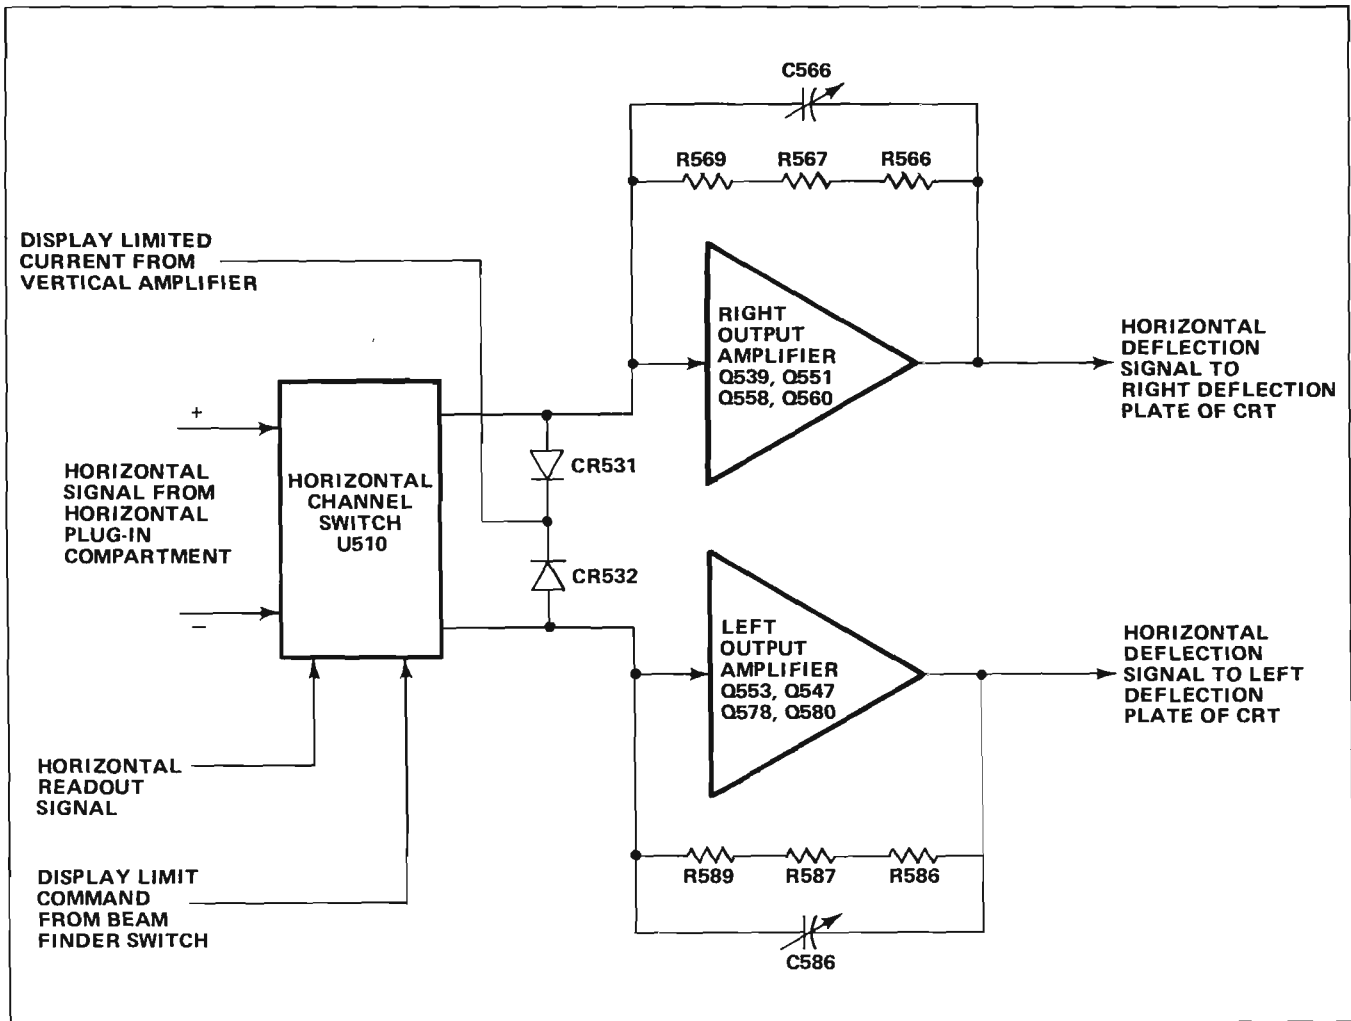 C566
R569
R567
R566
DISPLAY LIMITED
CURRENT FROM
VERTICAL AMPLIFIER
RIGHT
OUTPUT
AMPLIFIER
Q539, Q551
Q558, Q560
HORIZONTAL
DEFLECTION
SIGNAL TO
RIGHT DEFLECTION
PLATE OF CRT
+
HORIZONTAL
SIGNAL FROM
HORIZONTAL
PLUG-IN
COMPARTMENT
−
HORIZONTAL
CHANNEL
SWITCH
U510
CR531
CR532
LEFT
OUTPUT
AMPLIFIER
Q553, Q547
Q578, Q580
HORIZONTAL
DEFLECTION
SIGNAL TO LEFT
DEFLECTION
PLATE OF CRT
HORIZONTAL
READOUT
SIGNAL
DISPLAY LIMIT
COMMAND
FROM BEAM
FINDER SWITCH
R589
R587
R586
C586